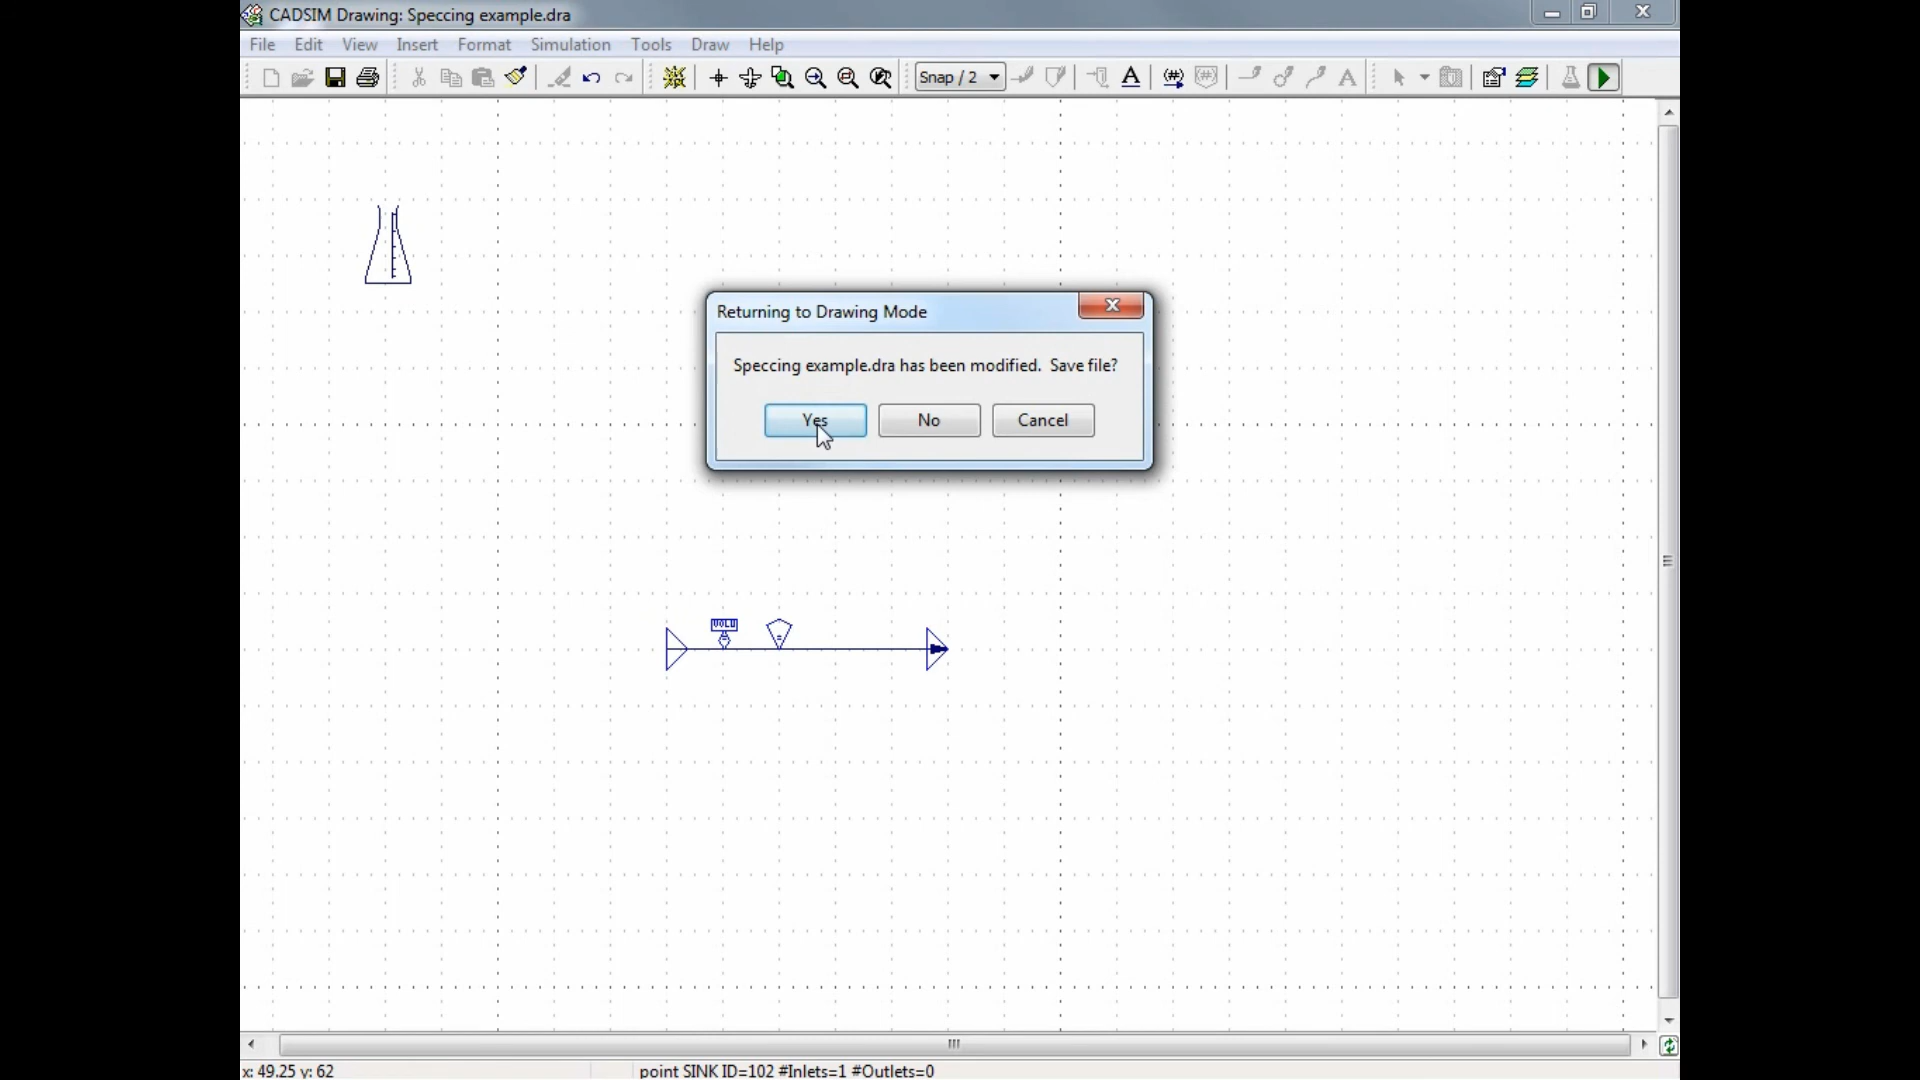 CADSIM Drawing: Speccing example.dra
File Edit View Insert Format Simulation Tools Draw Help
Snap / 2
Returning to Drawing Mode
Speccing example.dra has been modified. Save file?
Yes No Cancel
x: 49.25 y: 62 point SINK ID=102 #Inlets=1 #Outlets=0